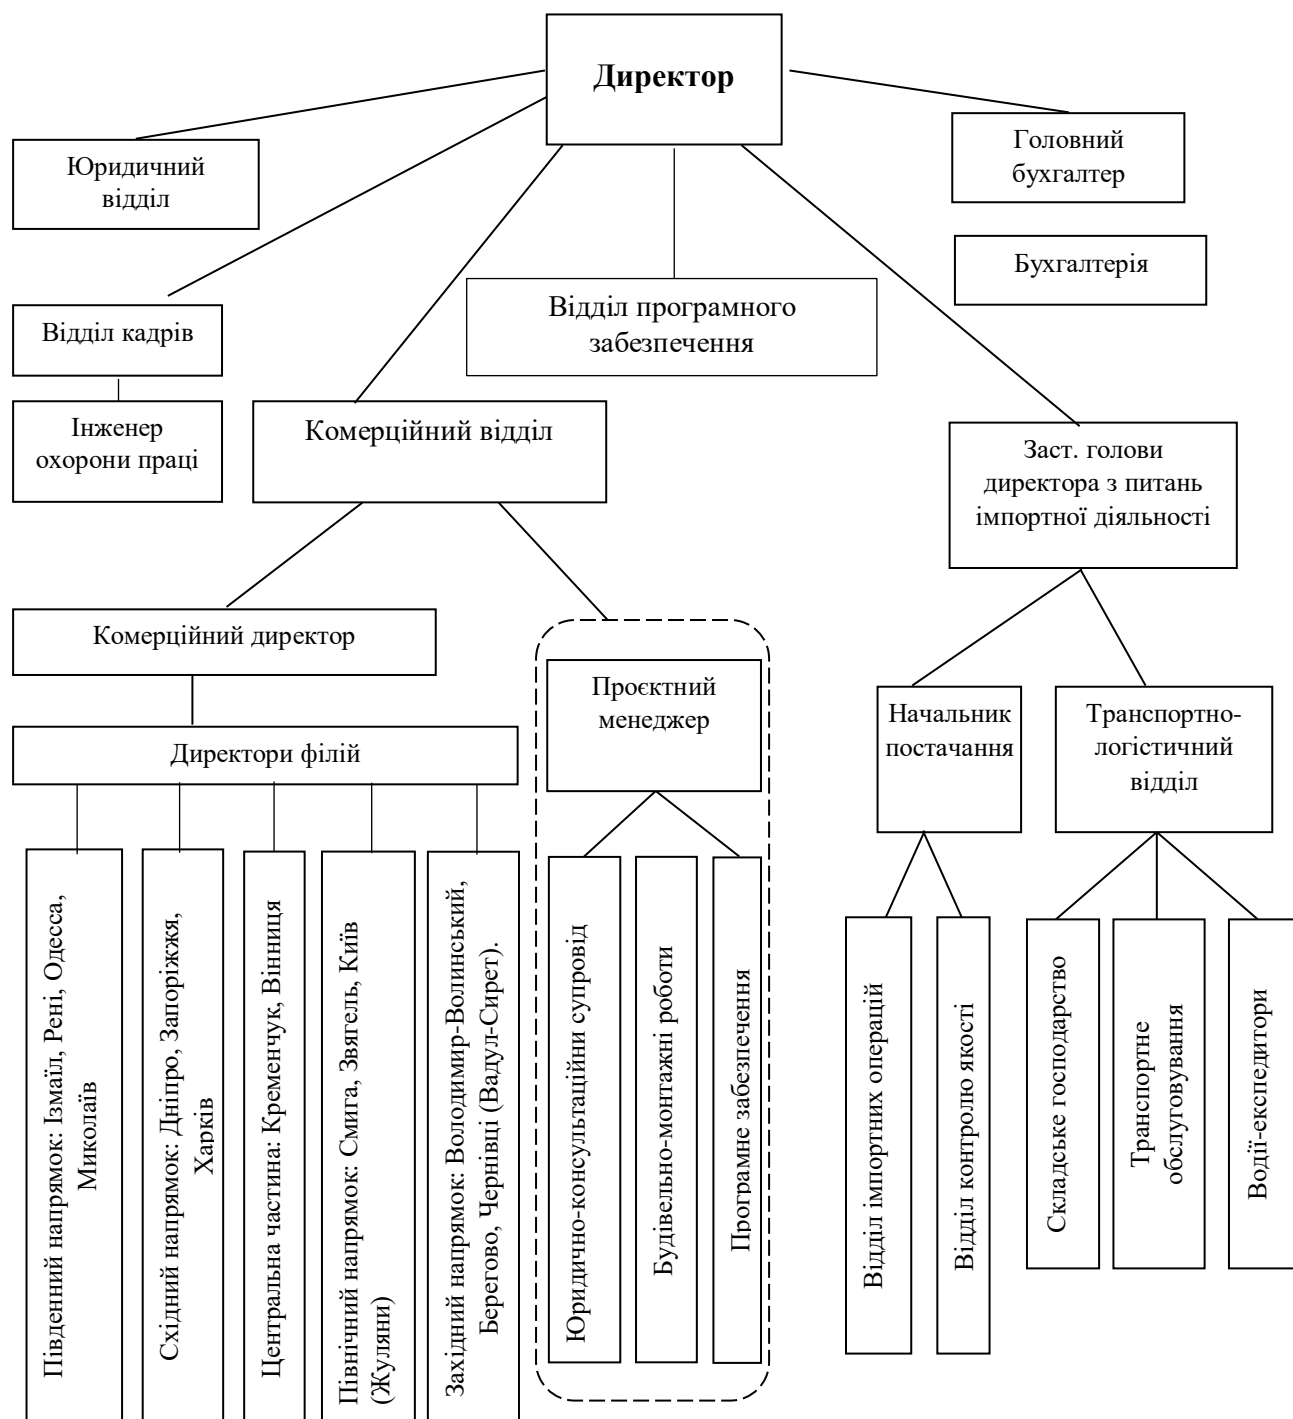 Директор
Юридичний
відділ
Головний
бухгалтер
Бухгалтерія
Відділ програмного
забезпечення
Відділ кадрів
Інженер
охорони праці
Комерційний відділ
Заст. голови
директора з питань
імпортної діяльності
Комерційний директор
Проєктний
менеджер
Начальник
постачання
Транспортно-
логістичний
відділ
Директори філій
Південний напрямок: Ізмаїл, Рені, Одесса,
Миколаїв
Східний напрямок: Дніпро, Запоріжжя,
Харків
Центральна частина: Кременчук, Вінниця
Північний напрямок: Смига, Звягель, Київ
(Жуляни)
Західний напрямок: Володимир-Волинський,
Берегово, Чернівці (Вадул-Сирет).
Юридично-консультаційни супровід
Будівельно-монтажні роботи
Програмне забезпечення
Відділ імпортних операцій
Відділ контролю якості
Складське господарство
Транспортне
обслуговування
Водії-експедитори